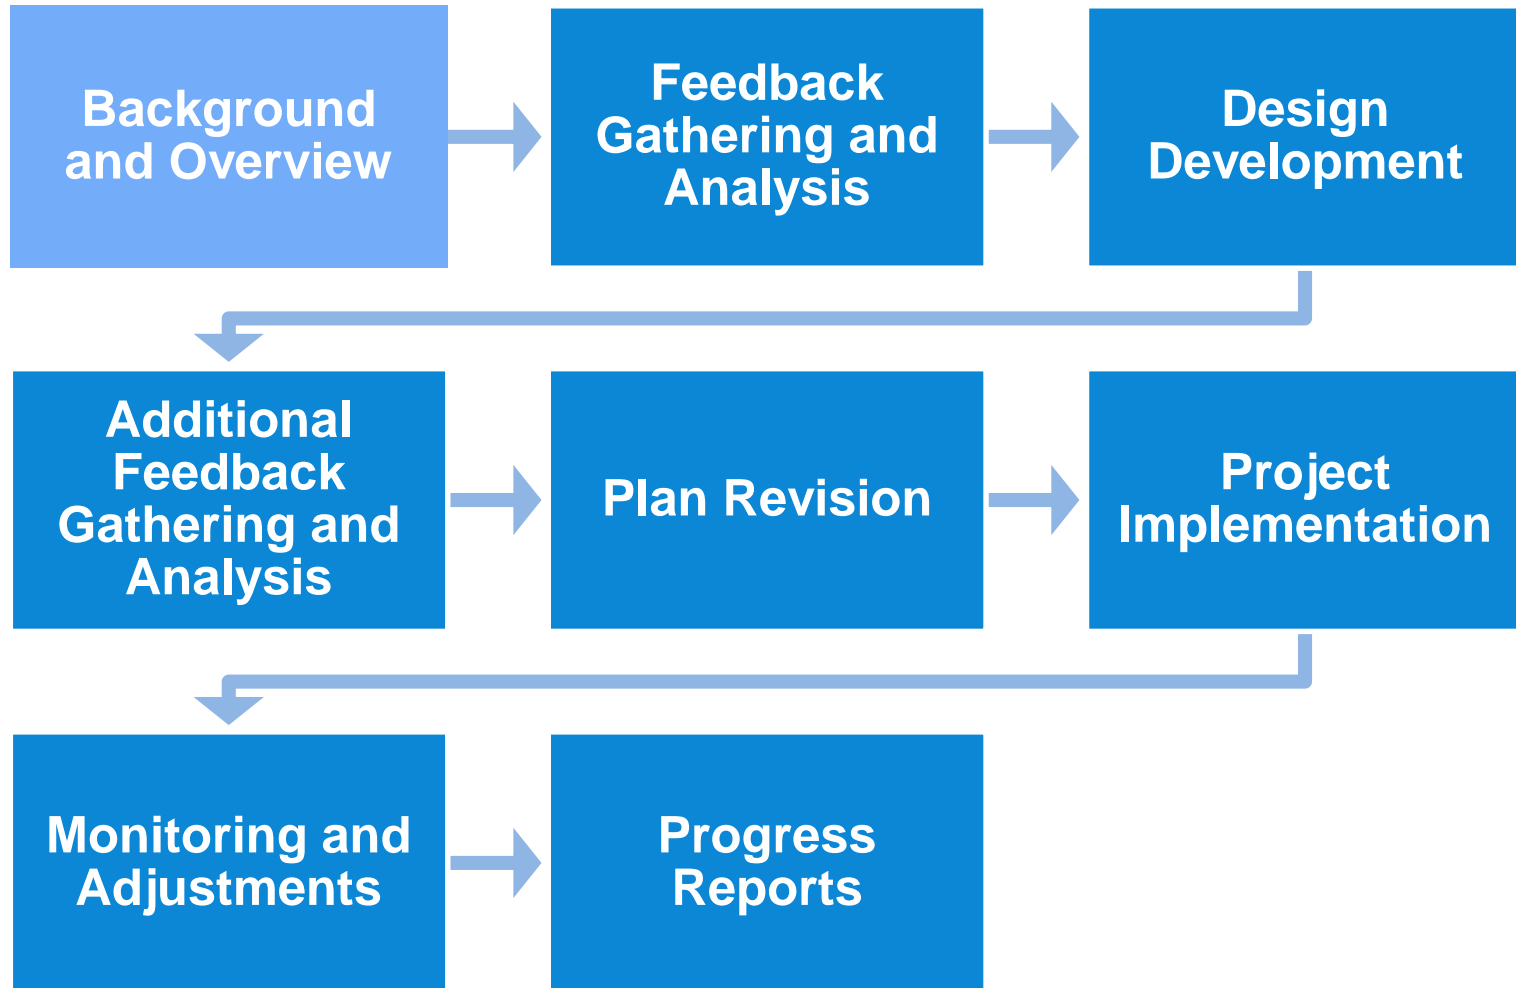 Background
and Overview
Feedback
Gathering and
Analysis
Design
Development
Additional
Feedback
Gathering and
Analysis
Plan Revision
Project
Implementation
Monitoring and
Adjustments
Progress
Reports